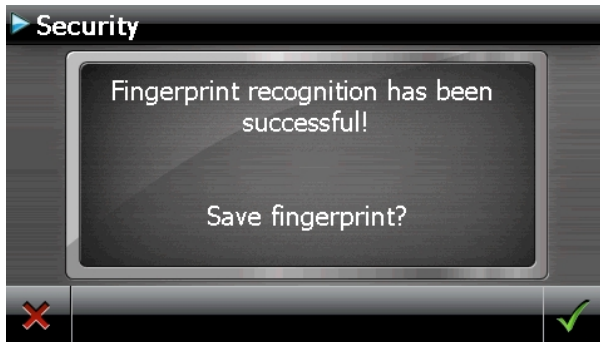 Security
Fingerprint recognition has been
successful!
Save fingerprint?